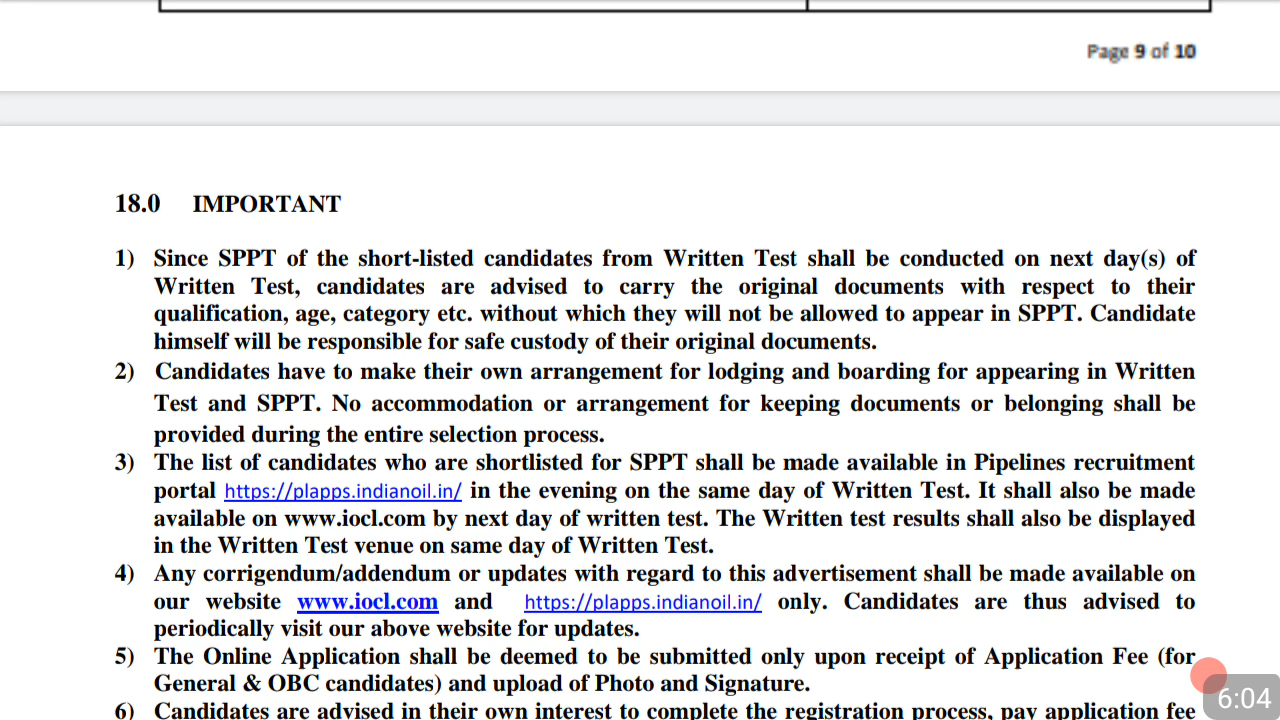 Page 9 of 10
18.0 IMPORTANT
1) Since SPPT of the short-listed candidates from Written Test shall be conducted on next day(s) of
Written Test, candidates are advised to carry the original documents with respect to their
qualification, age, category etc. without which they will not be allowed to appear in SPPT. Candidate
himself will be responsible for safe custody of their original documents.
2) Candidates have to make their own arrangement for lodging and boarding for appearing in Written
Test and SPPT. No accommodation or arrangement for keeping documents or belonging shall be
provided during the entire selection process.
3) The list of candidates who are shortlisted for SPPT shall be made available in Pipelines recruitment
portal https://plapps.indianoil.in/ in the evening on the same day of Written Test. It shall also be made
available on www.iocl.com by next day of written test. The Written test results shall also be displayed
in the Written Test venue on same day of Written Test.
4) Any corrigendum/addendum or updates with regard to this advertisement shall be made available on
our website www.iocl.com and https://plapps.indianoil.in/ only. Candidates are thus advised to
periodically visit our above website for updates.
5) The Online Application shall be deemed to be submitted only upon receipt of Application Fee (for
General & OBC candidates) and upload of Photo and Signature.
6) Candidates are advised in their own interest to complete the registration process, pay application fee
6:04